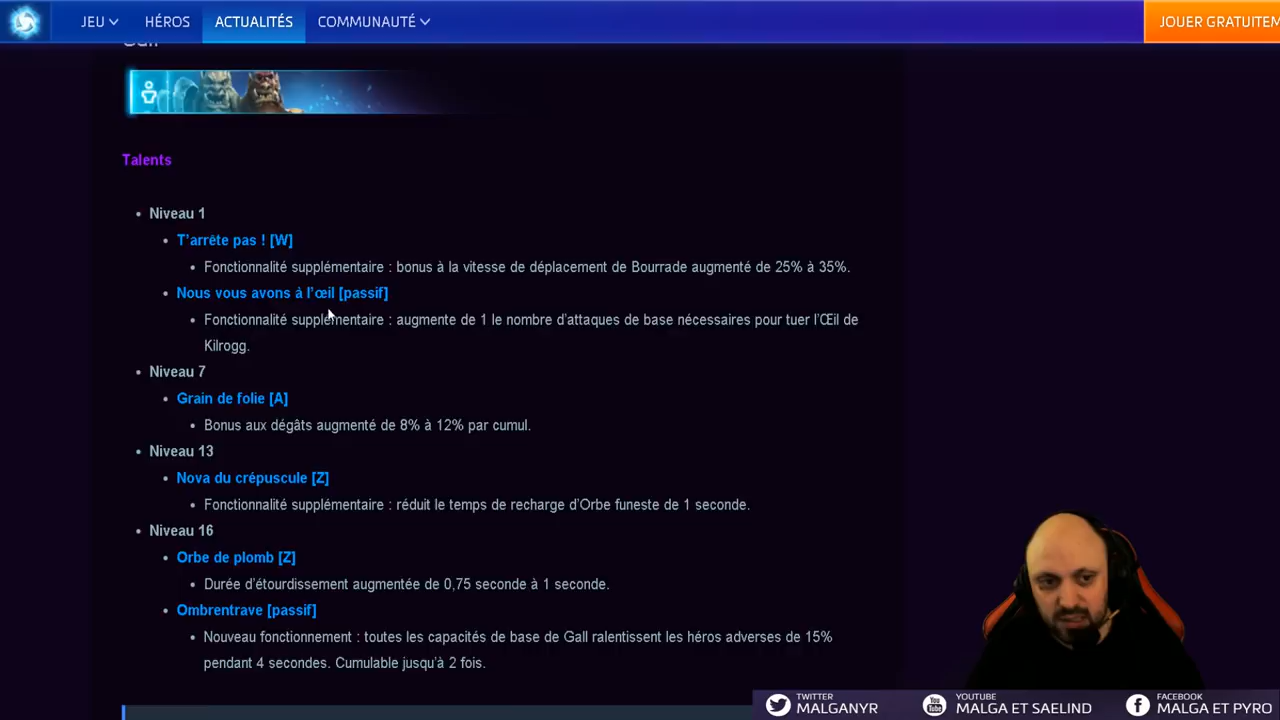 JEU HÉROS ACTUALITÉS COMMUNAUTÉ JOUER GRATUITEM
Gall
Talents
Niveau 1
T'arrête pas ! [W]
Fonctionnalité supplémentaire : bonus à la vitesse de déplacement de Bourrade augmenté de 25% à 35%.
Nous vous avons à l'œil [passif]
Fonctionnalité supplémentaire : augmente de 1 le nombre d'attaques de base nécessaires pour tuer l'Œil de
Kilrogg.
Niveau 7
Grain de folie [A]
Bonus aux dégâts augmenté de 8% à 12% par cumul.
Niveau 13
Nova du crépuscule [Z]
Fonctionnalité supplémentaire : réduit le temps de recharge d'Orbe funeste de 1 seconde.
Niveau 16
Orbe de plomb [Z]
Durée d'étourdissement augmentée de 0,75 seconde à 1 seconde.
Ombrentrave [passif]
Nouveau fonctionnement : toutes les capacités de base de Gall ralentissent les héros adverses de 15%
pendant 4 secondes. Cumulable jusqu'à 2 fois.
TWITTER
MALGANYR
YOUTUBE
MALGA ET SAELIND
FACEBOOK
MALGA ET PYRO